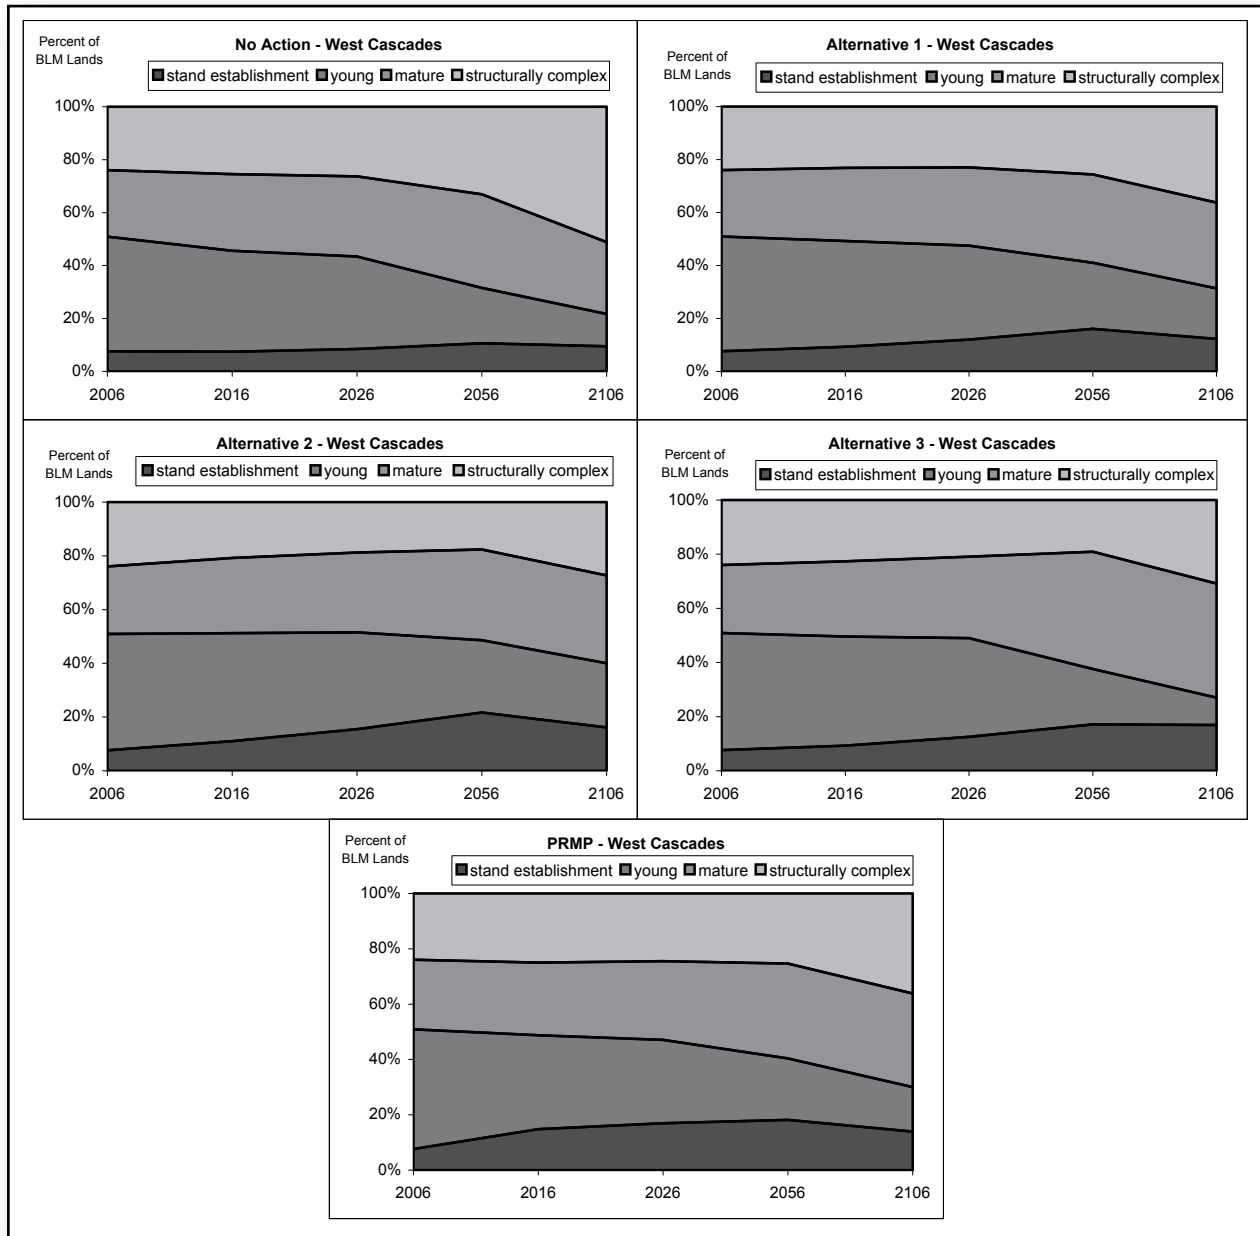 Percent of
BLM Lands
No Action - West Cascades
stand establishment young mature structurally complex
100%
80%
60%
40%
20%
0%
2006 2016 2026 2056 2106
Percent of
BLM Lands
Alternative 1 - West Cascades
stand establishment young mature structurally complex
100%
80%
60%
40%
20%
0%
2006 2016 2026 2056 2106
Percent of
BLM Lands
Alternative 2 - West Cascades
stand establishment young mature structurally complex
100%
80%
60%
40%
20%
0%
2006 2016 2026 2056 2106
Percent of
BLM Lands
Alternative 3 - West Cascades
stand establishment young mature structurally complex
100%
80%
60%
40%
20%
0%
2006 2016 2026 2056 2106
Percent of
BLM Lands
PRMP - West Cascades
stand establishment young mature structurally complex
100%
80%
60%
40%
20%
0%
2006 2016 2026 2056 2106